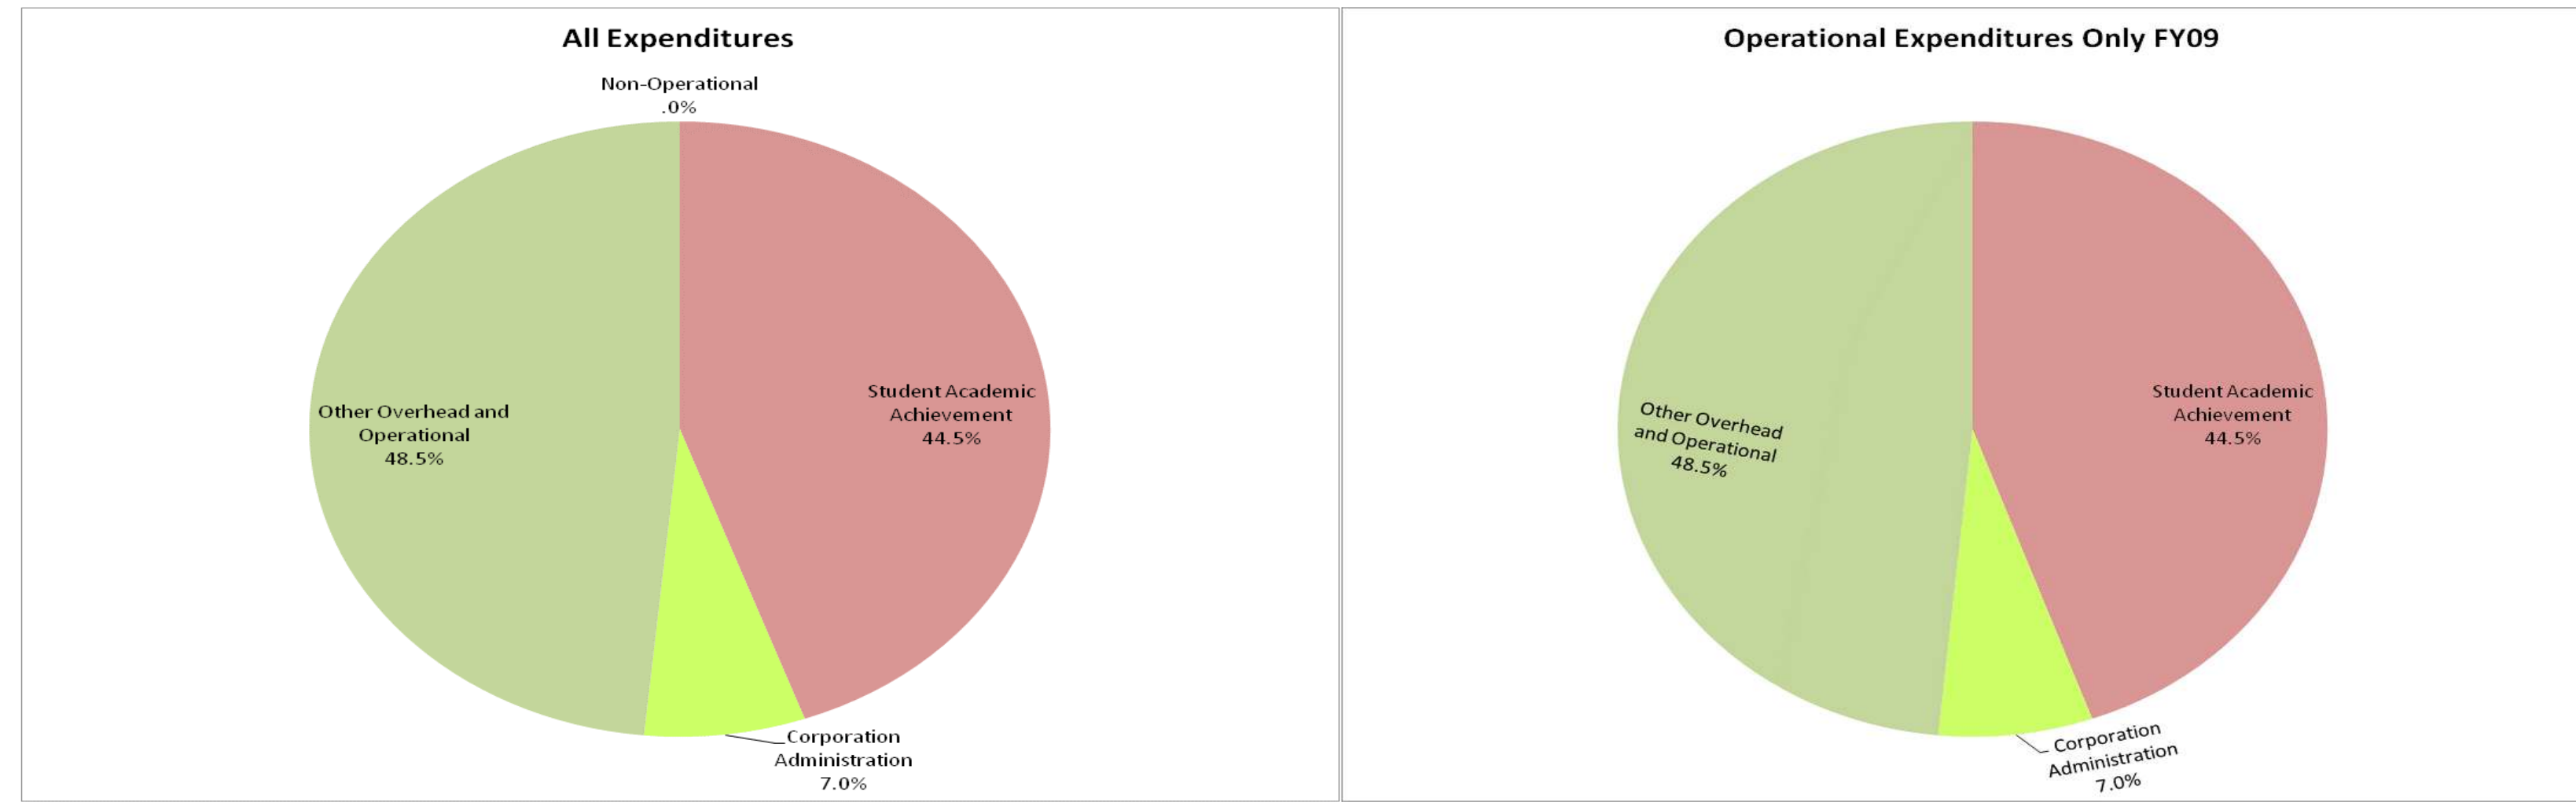 All Expenditures
Non-Operational
.0%
Student Academic
Achievement
44.5%
Other Overhead and
Operational
48.5%
Corporation
Administration
7.0%
Operational Expenditures Only FY09
Student Academic
Achievement
44.5%
Other Overhead
and Operational
48.5%
Corporation
Administration
7.0%